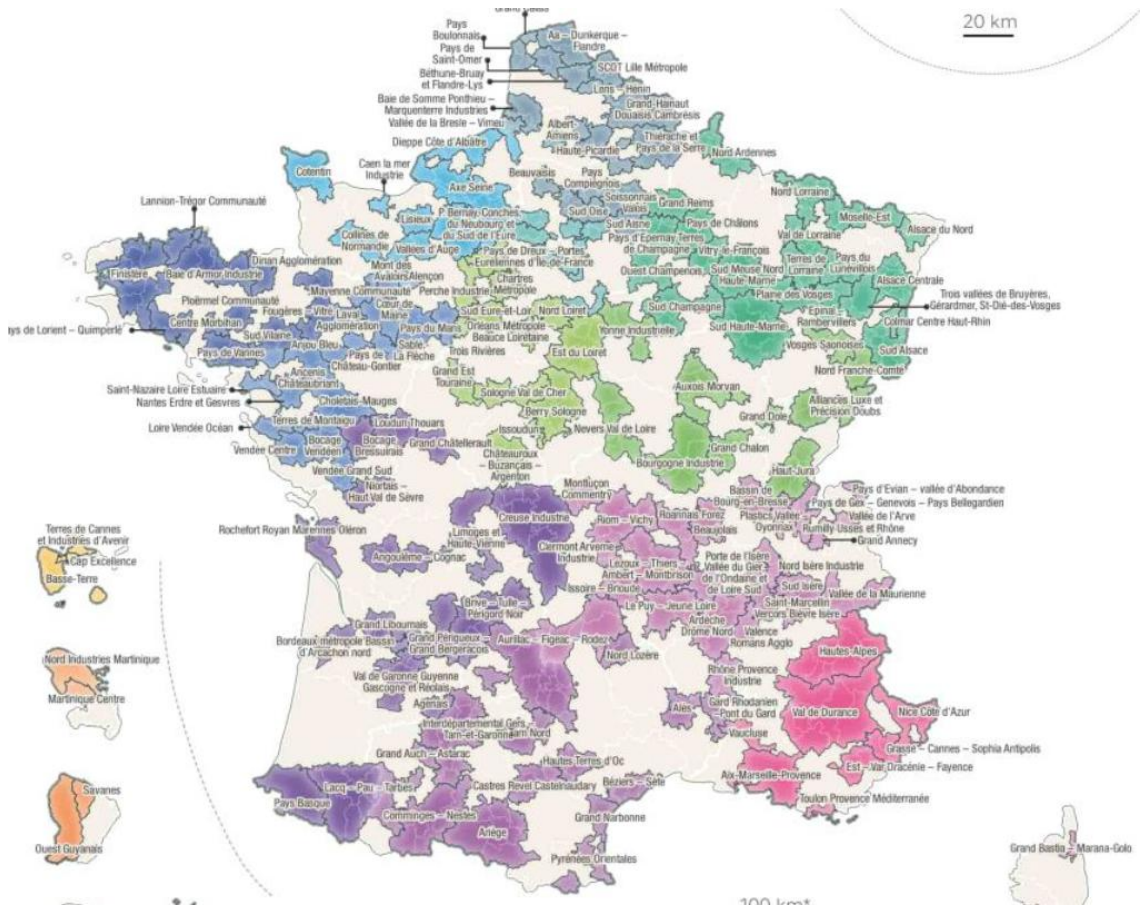 Pays
Boulonnais
Pays de
Saint-Omer
Béthune-Bruay
et Flandre-Lys
Baie de Somme Ponthieu –
Marquenterre Industries
Vallée de la Bresle – Vimeu
Aa – Dunkerque –
Flandre
SCOT Lille Métropole
Lens – Hénin
Grand-Hainaut
Douaisis Cambrésis
20 km
Albert-
Amiens
Haute-Picardie
Thiérache et
Pays de la Serre
Nord Ardennes
Dieppe Côte d'Albâtre
Caen la mer
Industrie
Cotentin
Axe Seine
Beauvaisis
Pays
Compiégnois
Soissonnais
Valois
Sud Oise
Sud Aisne
Grand Reims
Nord Lorraine
Moselle-Est
Alsace du Nord
Lannion-Trégor Communauté
Lisieux
P. Bernay, Conches,
du Neubourg et
du Sud de l'Eure
Collines de
Normandie
Vallées d'Auge
Pays de Dreux – Portes
Euréliennes d'Île-de-France
Pays d'Épernay Terres
de Champagne
Pays de Châlons
Vitry-le-François
Val de Lorraine
Terres de
Lorraine
Pays du
Lunévillois
Alsace Centrale
Finistère
Baie d'Armor Industrie
Dinan Agglomération
Mont des
Avaloirs
Alençon
Mayenne Communauté
Perche Industrie
Chartres
Métropole
Ouest Champenois
Sud Meuse Nord
Haute-Marne
Plaine des Vosges
Epinal –
Rambervillers
Trois vallées de Bruyères,
Gérardmer, St-Dié-des-Vosges
Colmar Centre Haut-Rhin
Ploërmel Communauté
Fougères
Vitré
Laval
Agglomération
Cœur de
Maine
Sud Eure-et-Loir
Nord Loiret
Sud Champagne
Sud Haute-Marne
Pays de Lorient – Quimperlé
Centre Morbihan
Sud Vilaine
Anjou Bleu
Pays du Mans
Sablé,
La Flèche
Orléans Métropole
Beauce Loiretaine
Yonne Industrielle
Vosges Saonoises
Sud Alsace
Pays de Vannes
Pays de
Château-Gontier
Trois Rivières
Est du Loiret
Nord Franche-Comté
Ancenis
Châteaubriant
Grand Est
Touraine
Sologne Val de Cher
Auxois Morvan
Alliances Luxe et
Précision Doubs
Saint-Nazaire Loire Estuaire
Nantes Erdre et Gesvres
Choletais-Mauges
Berry Sologne
Grand Dole
Loire Vendée Océan
Terres de Montaigu
Loudun Thouars
Issoudun
Nevers Val de Loire
Vendée Centre
Bocage
Vendéen
Bocage
Bressuirais
Grand Châtellerault
Châteauroux
– Buzançais –
Argenton
Grand Chalon
Bourgogne Industrie
Haut-Jura
Vendée Grand Sud
Niortais –
Haut Val de Sèvre
Montluçon
Commentry
Bassin de
Bourg-en-Bresse
Pays d'Evian – vallée d'Abondance
Pays de Gex – Genevois – Pays Bellegardien
Rochefort Royan Marennes Oléron
Creuse Industrie
Riom – Vichy
Roannais
Forez
Beaujolais
Plastics Vallée –
Oyonnax
Vallée de l'Arve
Rumilly Usses et Rhône
Grand Annecy
Terres de Cannes
et Industries d'Avenir
Cap Excellence
Basse-Terre
Angoulême – Cognac
Limoges et
Haute-Vienne
Clermont Arverne
Industrie
Lezoux – Thiers –
Ambert – Montbrison
Porte de l'Isère
Vallée du Gier
de l'Ondaine et
de Loire Sud
Nord Isère Industrie
Sud Isère
Vallée de la Maurienne
Issoire – Brioude
Saint-Marcellin
Vercors Bièvre Isère
Brive – Tulle –
Périgord Noir
Le Puy – Jeune Loire
Ardèche
Drôme Nord
Valence
Romans Agglo
Grand Libournais
Bordeaux métropole Bassin
d'Arcachon nord
Grand Périgueux –
Grand Bergeracois
Aurillac – Figeac – Rodez
Nord Lozère
Hautes-Alpes
Nord Industries Martinique
Martinique Centre
Val de Garonne Guyenne
Gascogne et Réolais
Agenais
Rhône Provence
Industrie
Gard Rhodanien
– Pont du Gard
Alès
Vaucluse
Val de Durance
Nice Côte d'Azur
Interdépartemental Gers
Tarn-et-Garonne
Tarn Nord
Grasse – Cannes – Sophia Antipolis
Est – Var Dracénie – Fayence
Grand Auch – Astarac
Hautes Terres d'Oc
Aix-Marseille-Provence
Savanes
Ouest Guyanais
Lacq – Pau – Tarbes
Pays Basque
Castres Revel Castelnaudary
Béziers – Sète
Toulon Provence Méditerranée
Comminges – Nestes
Ariège
Grand Narbonne
Pyrénées Orientales
Grand Bastia – Marana-Golo